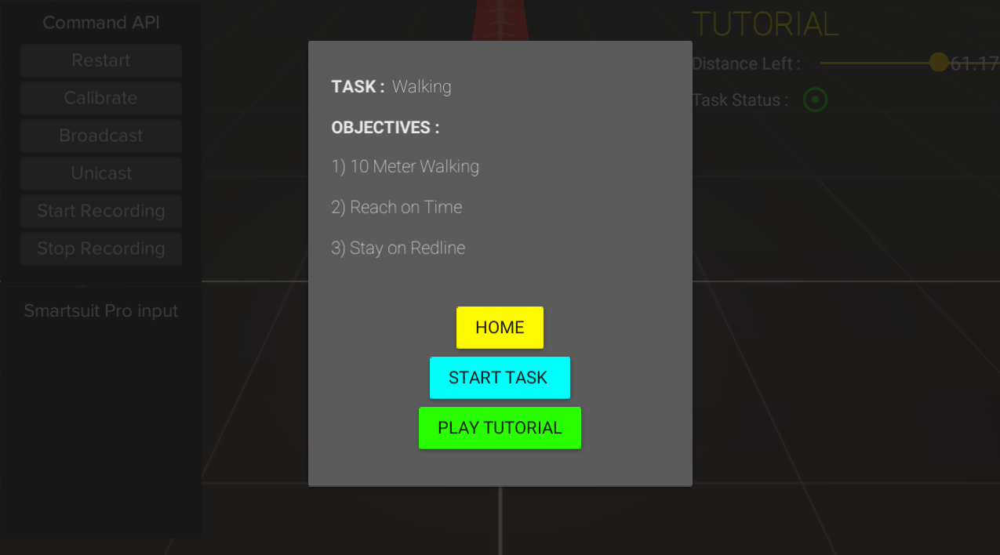 Command API
Restart
Calibrate
Broadcast
Unicast
Start Recording
Stop Recording
Smartsuit Pro input
TASK : Walking
OBJECTIVES :
1) 10 Meter Walking
2) Reach on Time
3) Stay on Redline
HOME
START TASK
PLAY TUTORIAL
TUTORIAL
Distance Left : 61.17
Task Status :